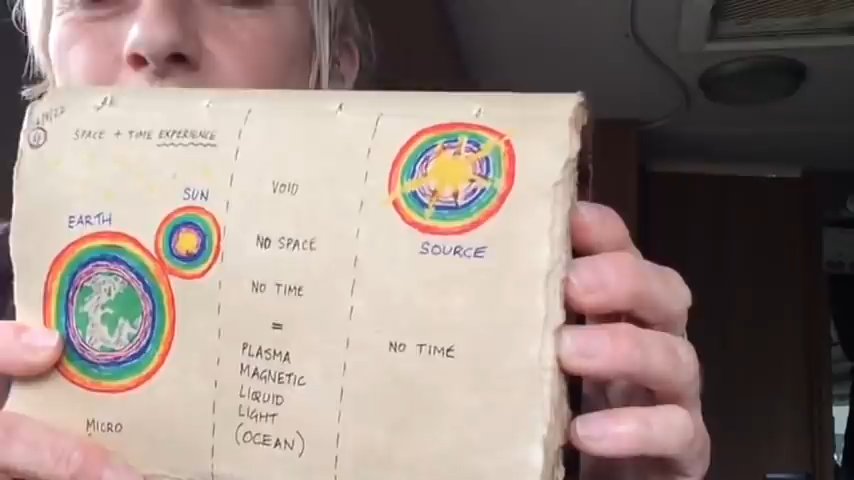 SPACE + TIME EXPERIENCE
EARTH
SUN
MICRO
VOID
NO SPACE
NO TIME
=
PLASMA
MAGNETIC
LIQUID
LIGHT
(OCEAN)
SOURCE
NO TIME